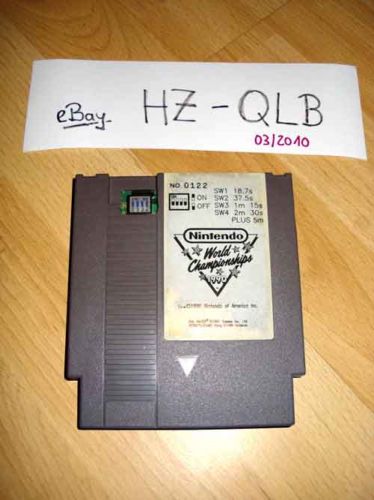 eBay HZ - QLB
03/2010
NO. 0122
ON
OFF
SW1 18.7s
SW2 37.5s
SW3 1m 15s
SW4 2m 30s
PLUS 5m
Nintendo
World
Championships
1990
Nintendo of America Inc.